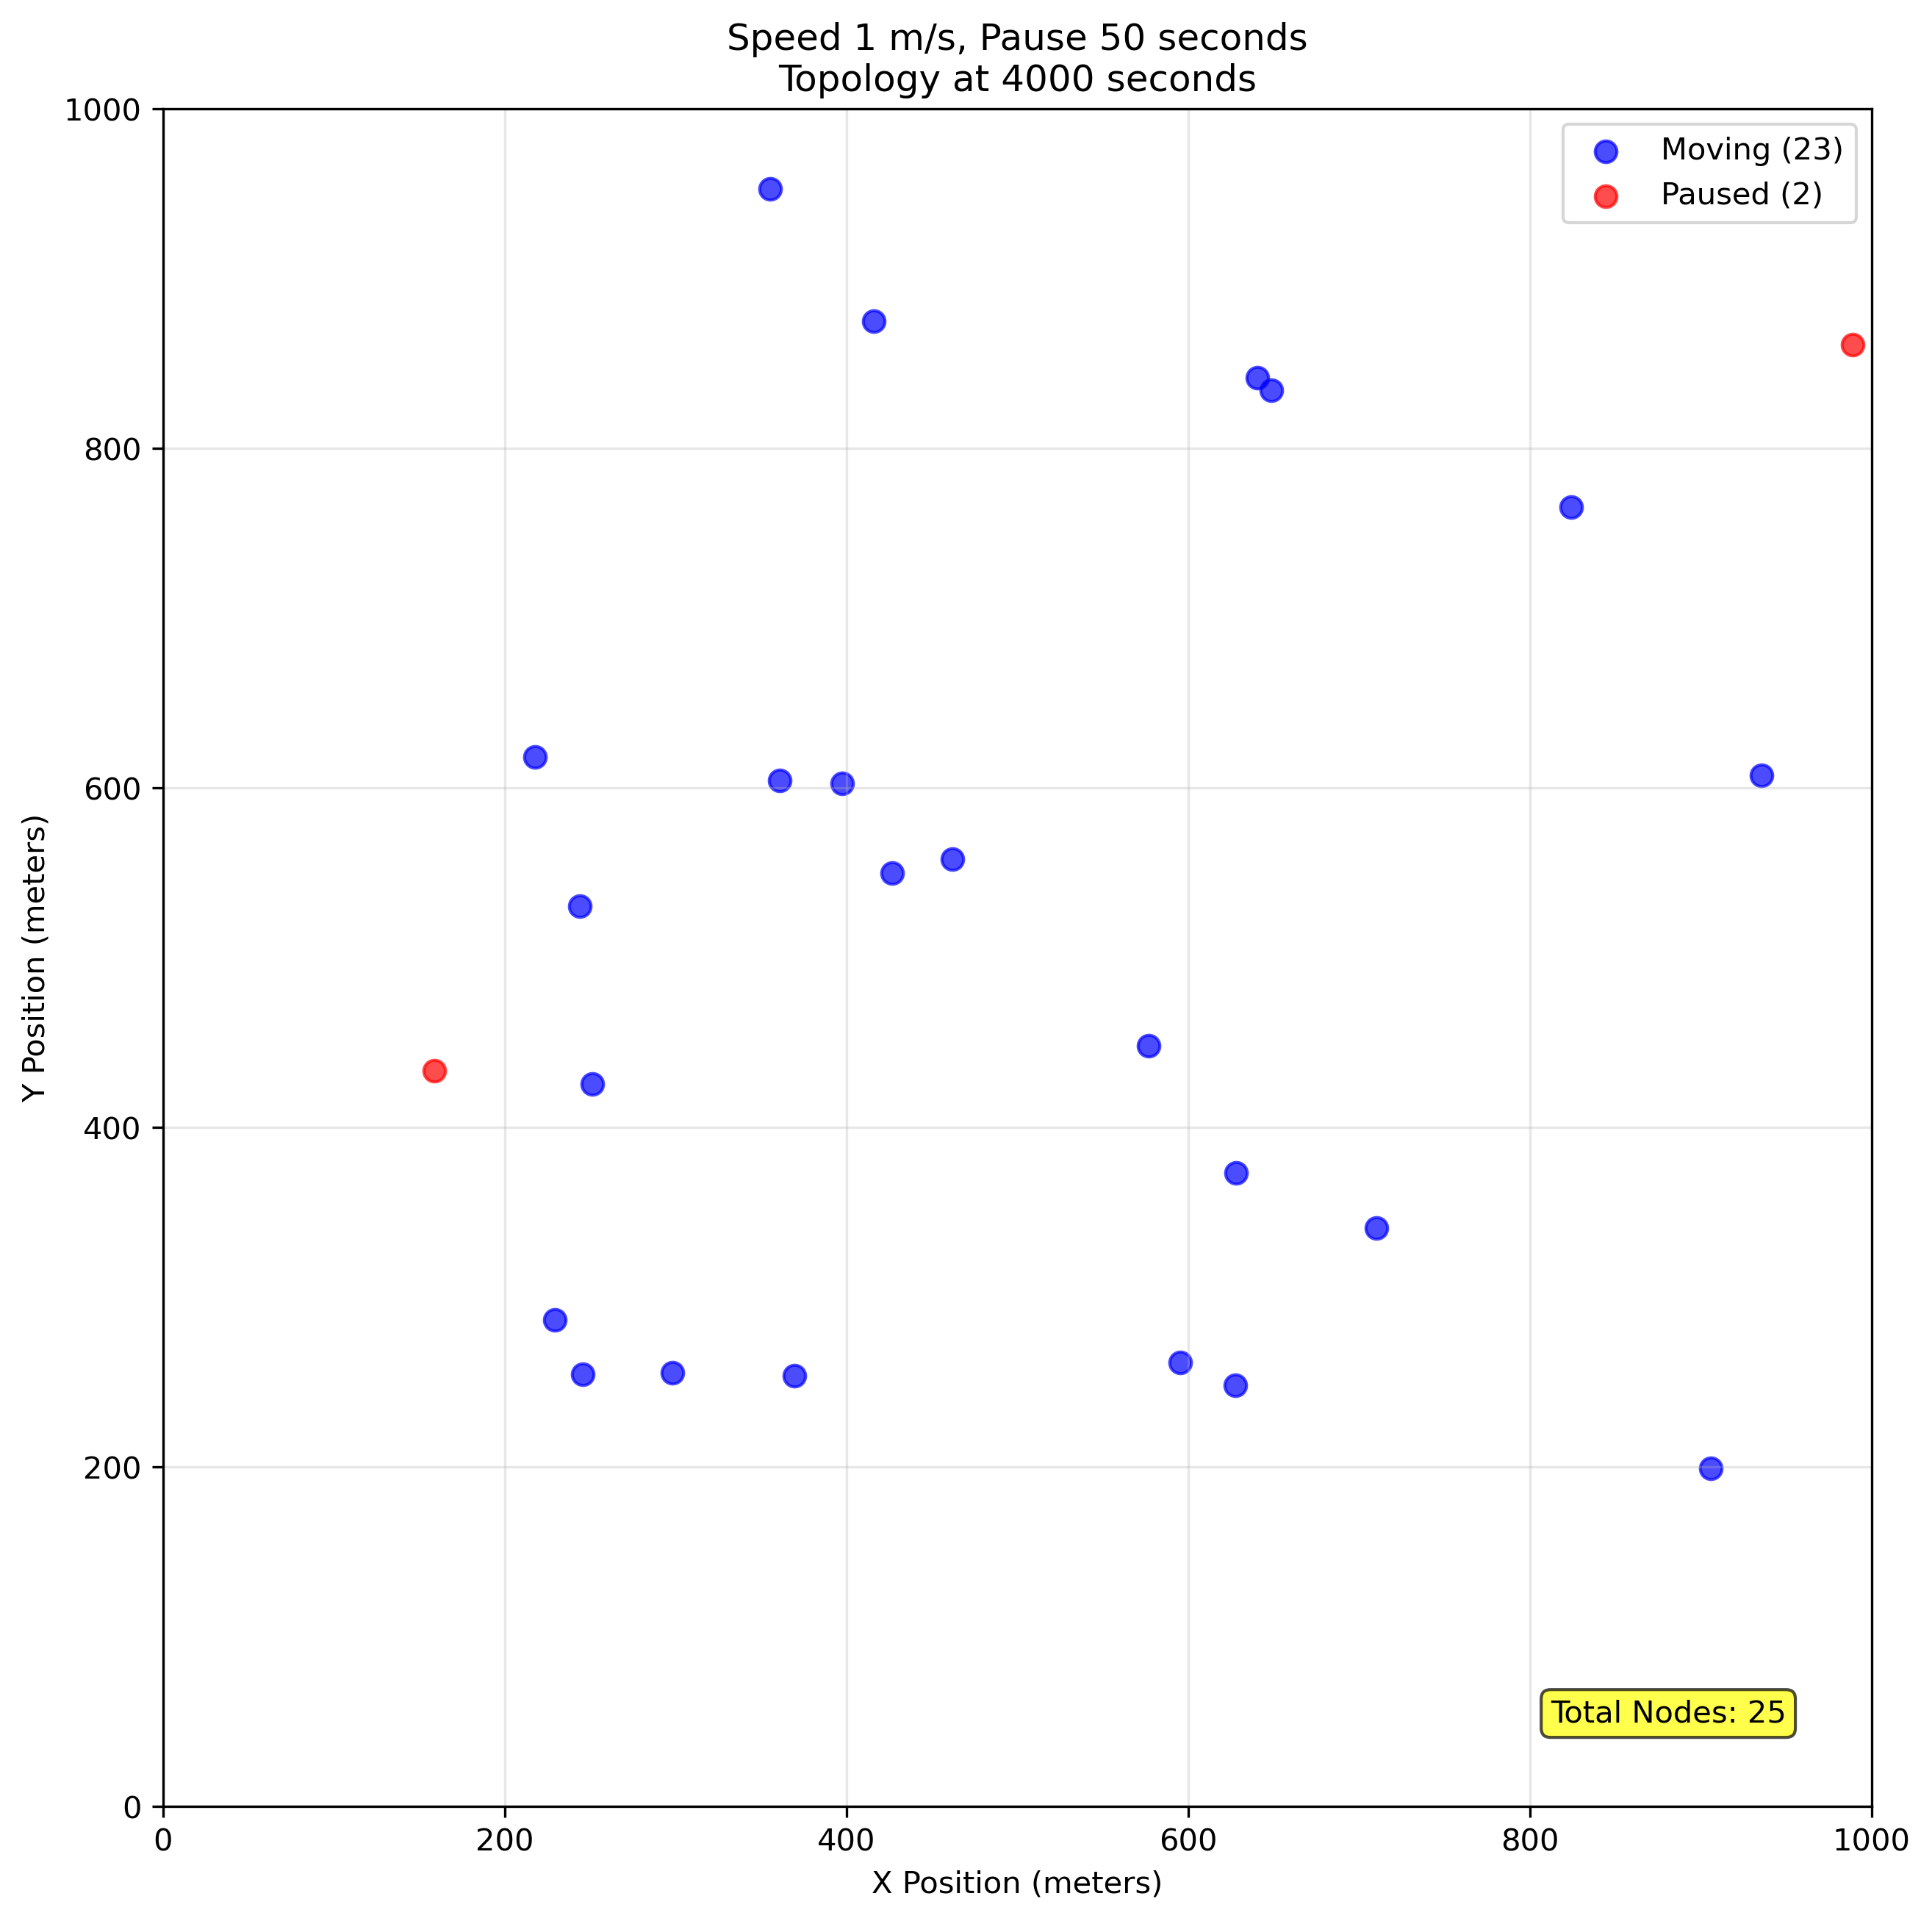 Speed 1 m/s, Pause 50 seconds
Topology at 4000 seconds
Moving (23)
Paused (2)
Y Position (meters)
1000
800
600
400
200
0
Total Nodes: 25
0 200 400 600 800 1000
X Position (meters)